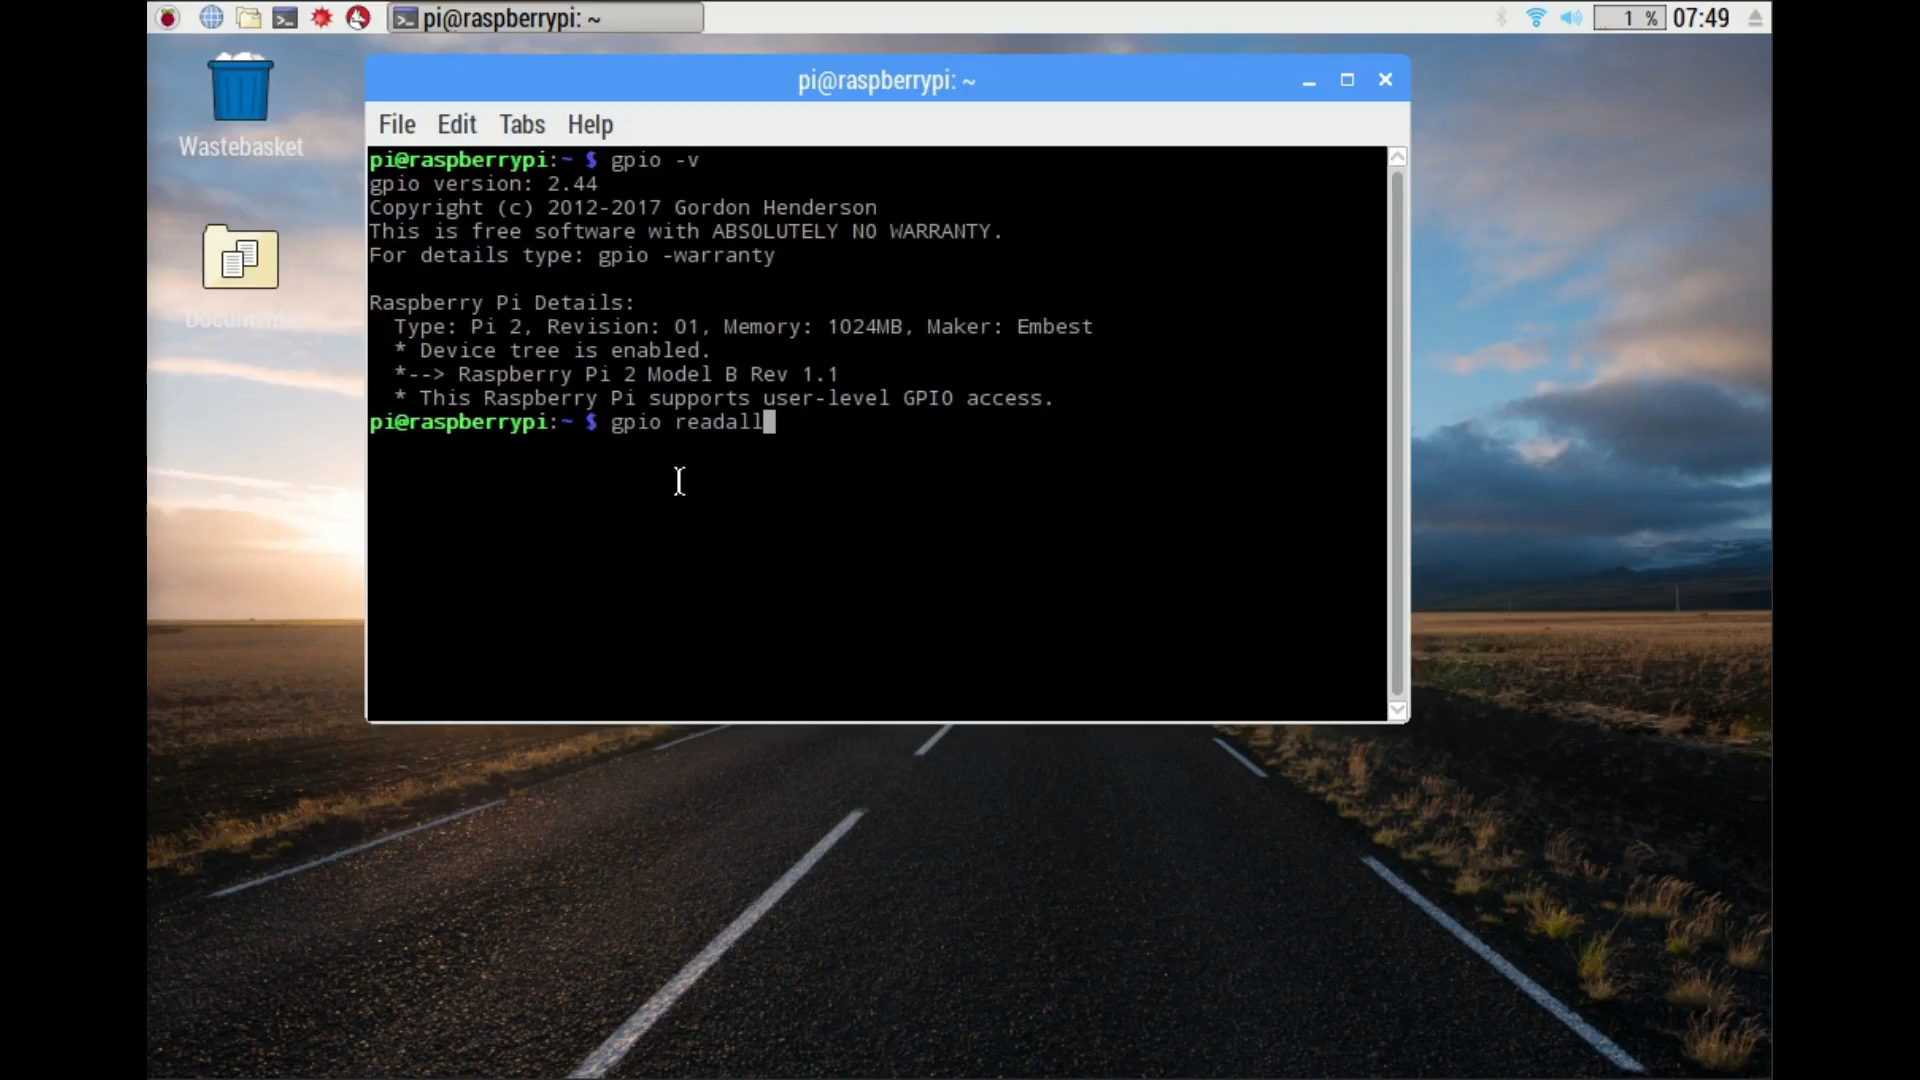 pi@raspberrypi: ~
1 %
07:49
Wastebasket
Documents
pi@raspberrypi: ~
File Edit Tabs Help
pi@raspberrypi:~ $ gpio -v
gpio version: 2.44
Copyright (c) 2012-2017 Gordon Henderson
This is free software with ABSOLUTELY NO WARRANTY.
For details type: gpio -warranty
Raspberry Pi Details:
Type: Pi 2, Revision: 01, Memory: 1024MB, Maker: Embest
* Device tree is enabled.
*--> Raspberry Pi 2 Model B Rev 1.1
* This Raspberry Pi supports user-level GPIO access.
pi@raspberrypi:~ $ gpio readall